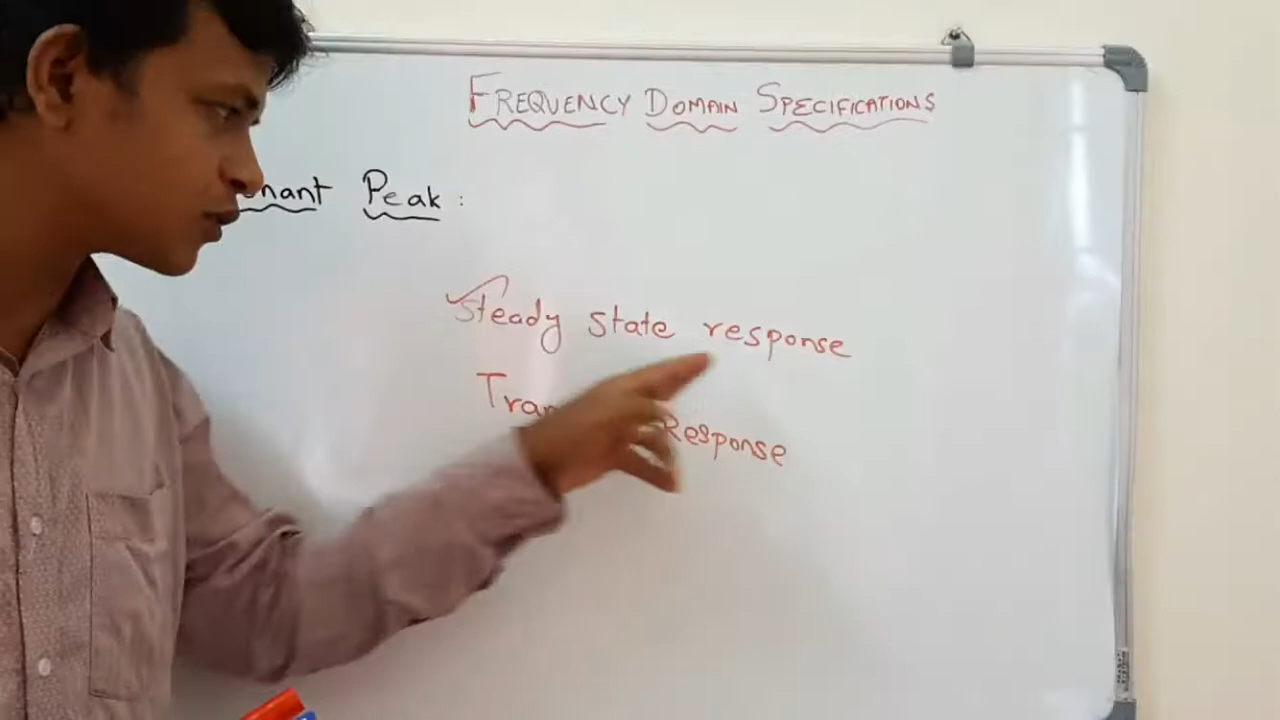 FREQUENCY DOMAIN SPECIFICATIONS
Peak :
Steady state response
Response